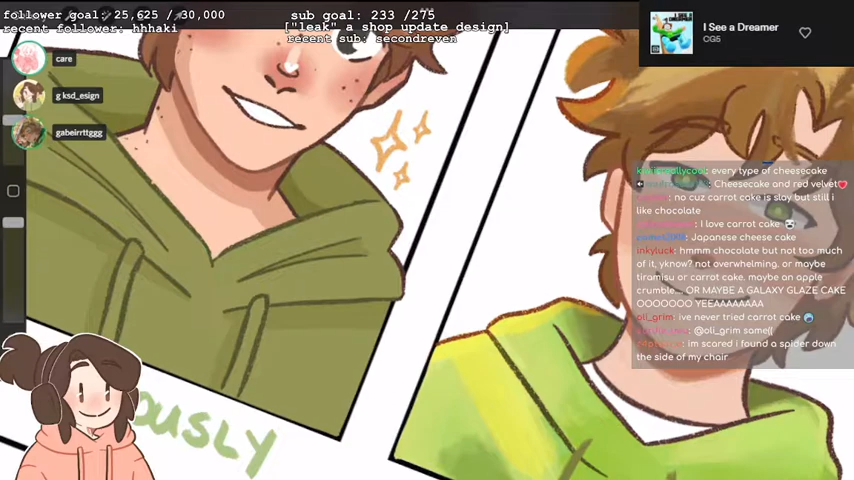 follower goal: 25,625 / 30,000
recent follower: hhhaki
sub goal: 233 /275
["leak" a shop update design]
recent sub: secondreven
I See a Dreamer
CG5
care
g ksd_esign
gabeirrttggg
every type of cheesecake
Cheesecake and red velvet
no cuz carrot cake is slay but still i
like chocolate
I love carrot cake
Japanese cheese cake
inkyluck: hmmm chocolate but not too much
of it, yknow? not overwhelming. or maybe
tiramisu or carrot cake. maybe an apple
crumble.... OR MAYBE A GALAXY GLAZE CAKE
OOOOOOO YEEAAAAAAA
oli_grim: ive never tried carrot cake
@oli_grim same((
im scared i found a spider down
the side of my chair
OUSLY